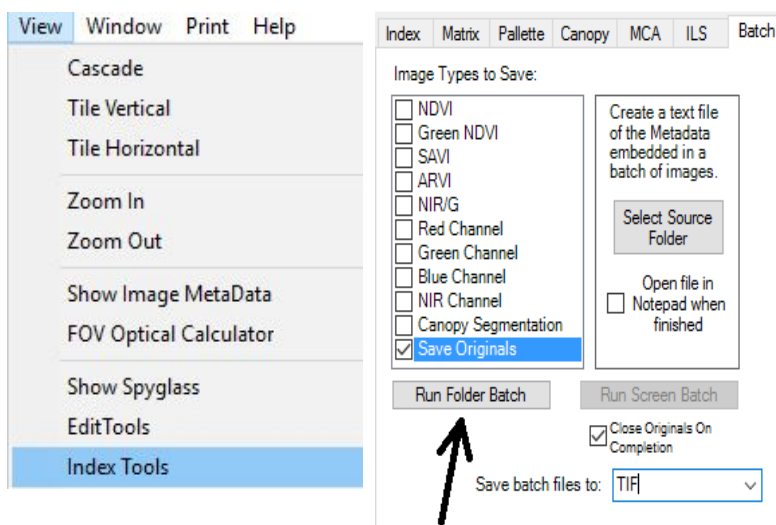 View Window Print Help
Cascade
Tile Vertical
Tile Horizontal
Zoom In
Zoom Out
Show Image MetaData
FOV Optical Calculator
Show Spyglass
EditTools
Index Tools
Index Matrix Pallette Canopy MCA ILS Batch
Image Types to Save:
NDVI
Green NDVI
SAVI
ARVI
NIR/G
Red Channel
Green Channel
Blue Channel
NIR Channel
Canopy Segmentation
Save Originals
Create a text file
of the Metadata
embedded in a
batch of images.
Select Source
Folder
Open file in
Notepad when
finished
Run Folder Batch
Run Screen Batch
Close Originals On
Completion
Save batch files to: TIF